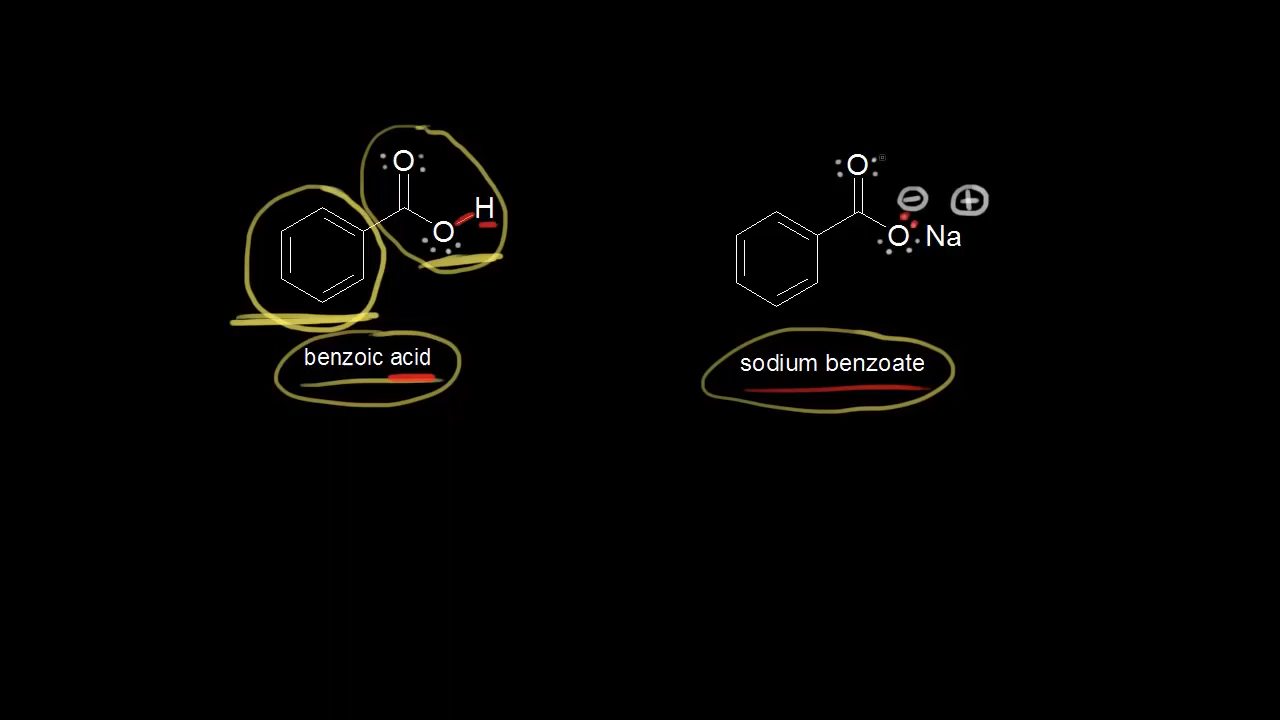 O
H
O
benzoic acid
O
⊖ ⊕
O Na
sodium benzoate